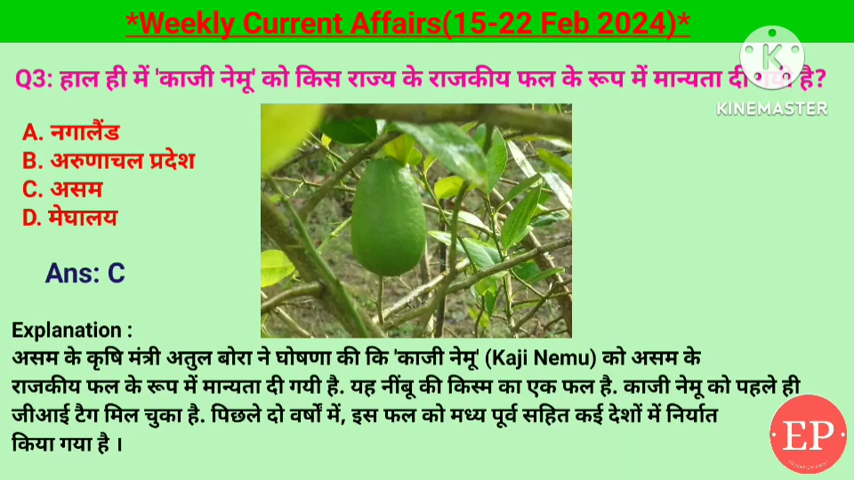 *Weekly Current Affairs(15-22 Feb 2024)*
Q3: हाल ही में 'काजी नेमू' को किस राज्य के राजकीय फल के रूप में मान्यता दी गयी है?
K
KINEMASTER
A. नगालैंड
B. अरुणाचल प्रदेश
C. असम
D. मेघालय
Ans: C
Explanation :
असम के कृषि मंत्री अतुल बोरा ने घोषणा की कि 'काजी नेमू' (Kaji Nemu) को असम के
राजकीय फल के रूप में मान्यता दी गयी है. यह नींबू की किस्म का एक फल है. काजी नेमू को पहले ही
जीआई टैग मिल चुका है. पिछले दो वर्षों में, इस फल को मध्य पूर्व सहित कई देशों में निर्यात
किया गया है ।
EP